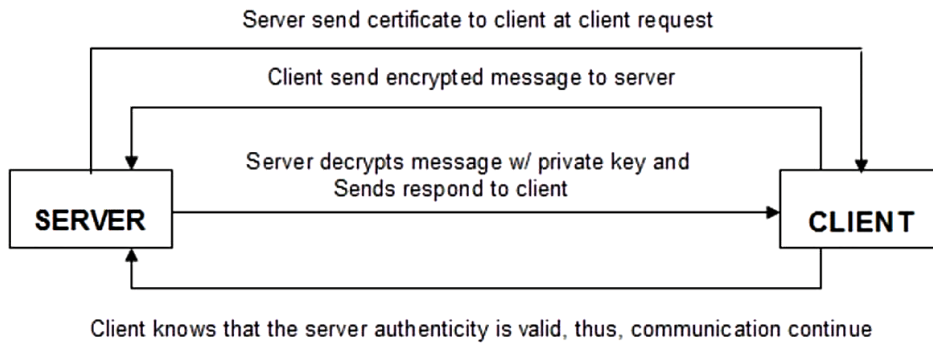 Server send certificate to client at client request
Client send encrypted message to server
Server decrypts message w/ private key and
Sends respond to client
SERVER
CLIENT
Client knows that the server authenticity is valid, thus, communication continue